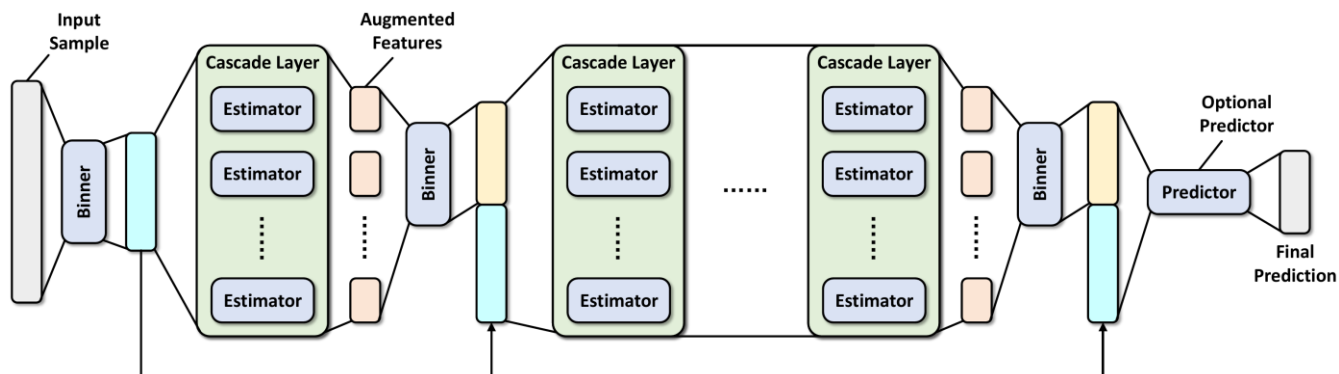 Input
Sample
Binner
Cascade Layer
Estimator
Estimator
Estimator
Augmented
Features
Binner
Cascade Layer
Estimator
Estimator
Estimator
......
Cascade Layer
Estimator
Estimator
Estimator
Binner
Optional
Predictor
Predictor
Final
Prediction